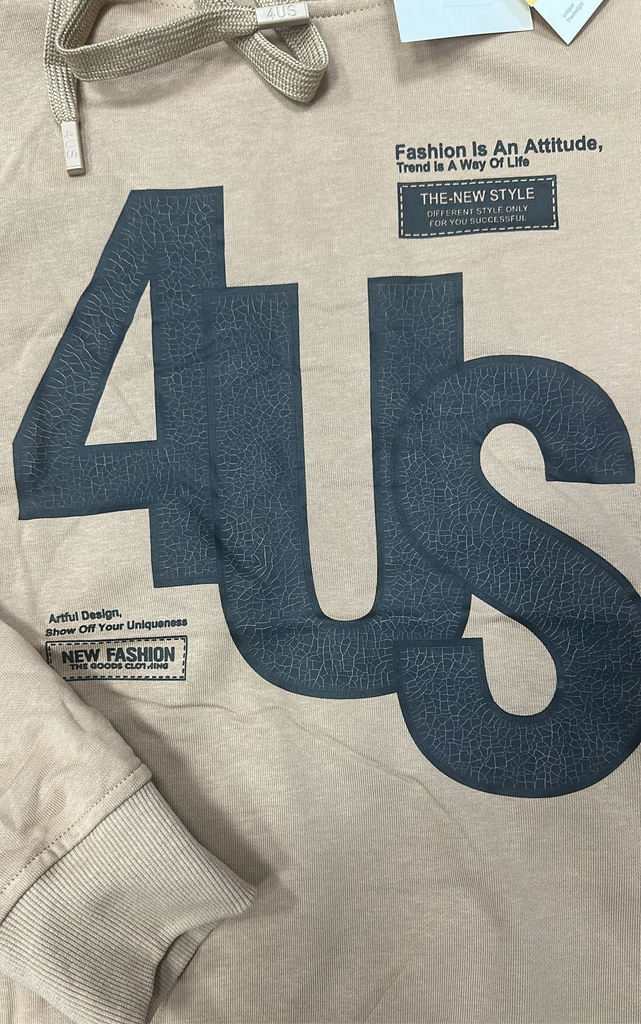 4US
4US
Fashion Is An Attitude,
Trend Is A Way Of Life
THE-NEW STYLE
DIFFERENT STYLE ONLY
FOR YOU SUCCESSFUL
4US
Artful Design,
Show Off Your Uniqueness
NEW FASHION
THE GOODS CLOTHING